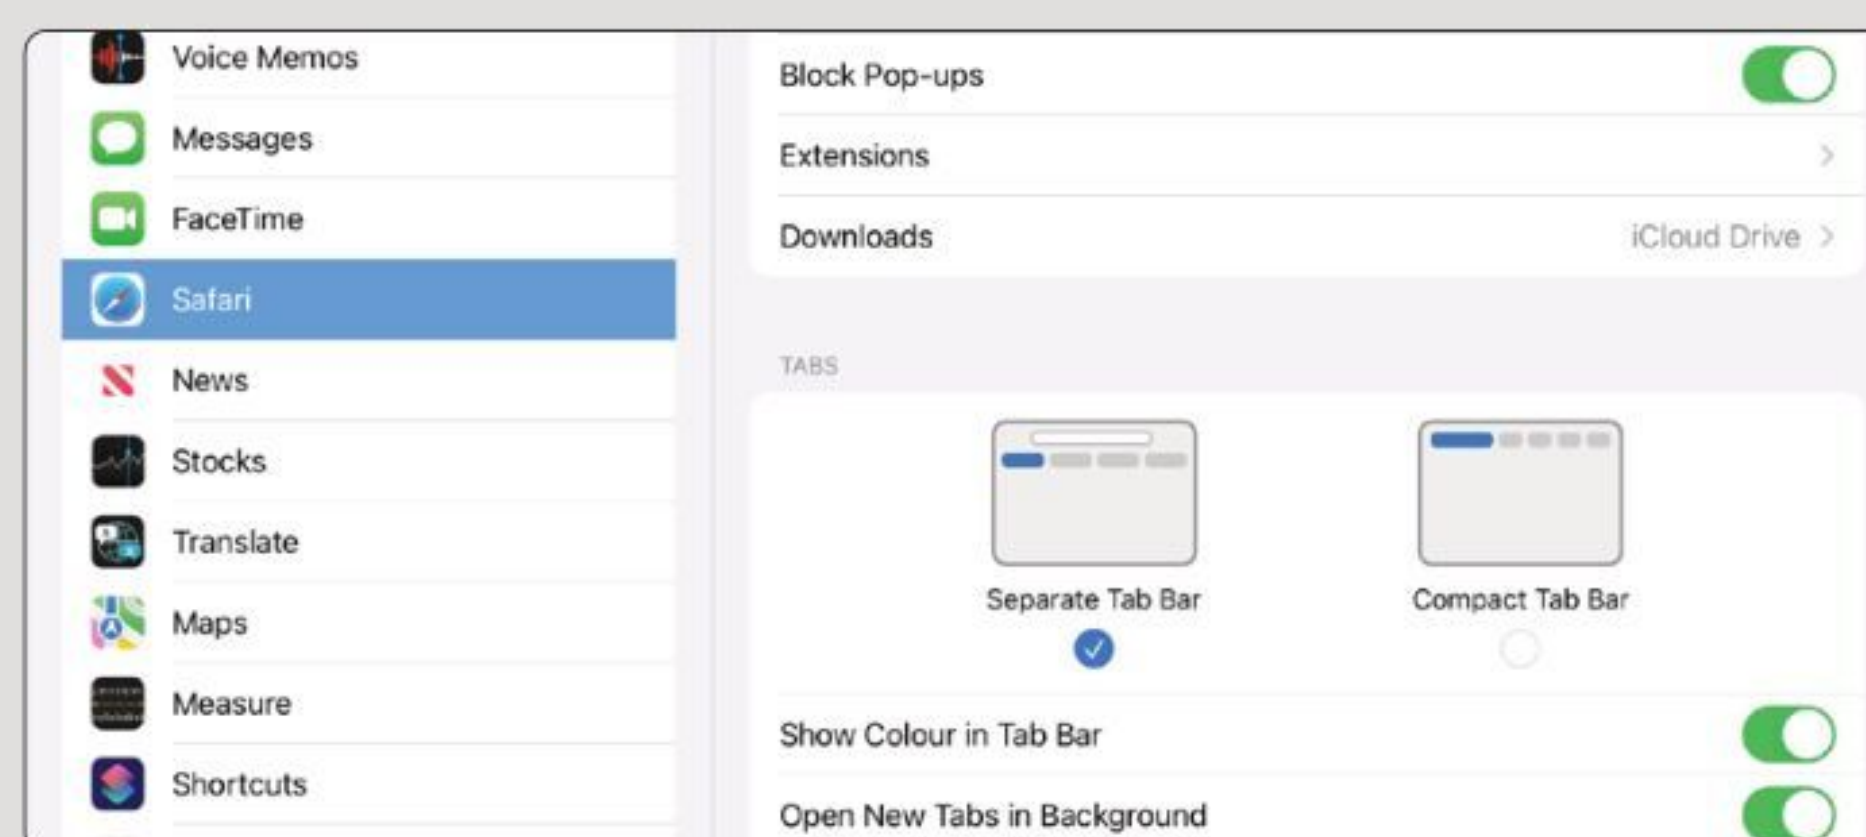 Voice Memos
Messages
FaceTime
Safari
News
Stocks
Translate
Maps
Measure
Shortcuts
Block Pop-ups
Extensions
Downloads iCloud Drive
TABS
Separate Tab Bar Compact Tab Bar
Show Colour in Tab Bar
Open New Tabs in Background